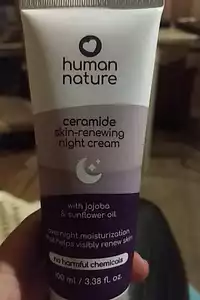 human
nature
ceramide
skin-renewing
night cream
with jojoba
& sunflower oil
overnight moisturization
that helps visibly renew skin
no harmful chemicals
100 ml / 3.38 fl. oz.